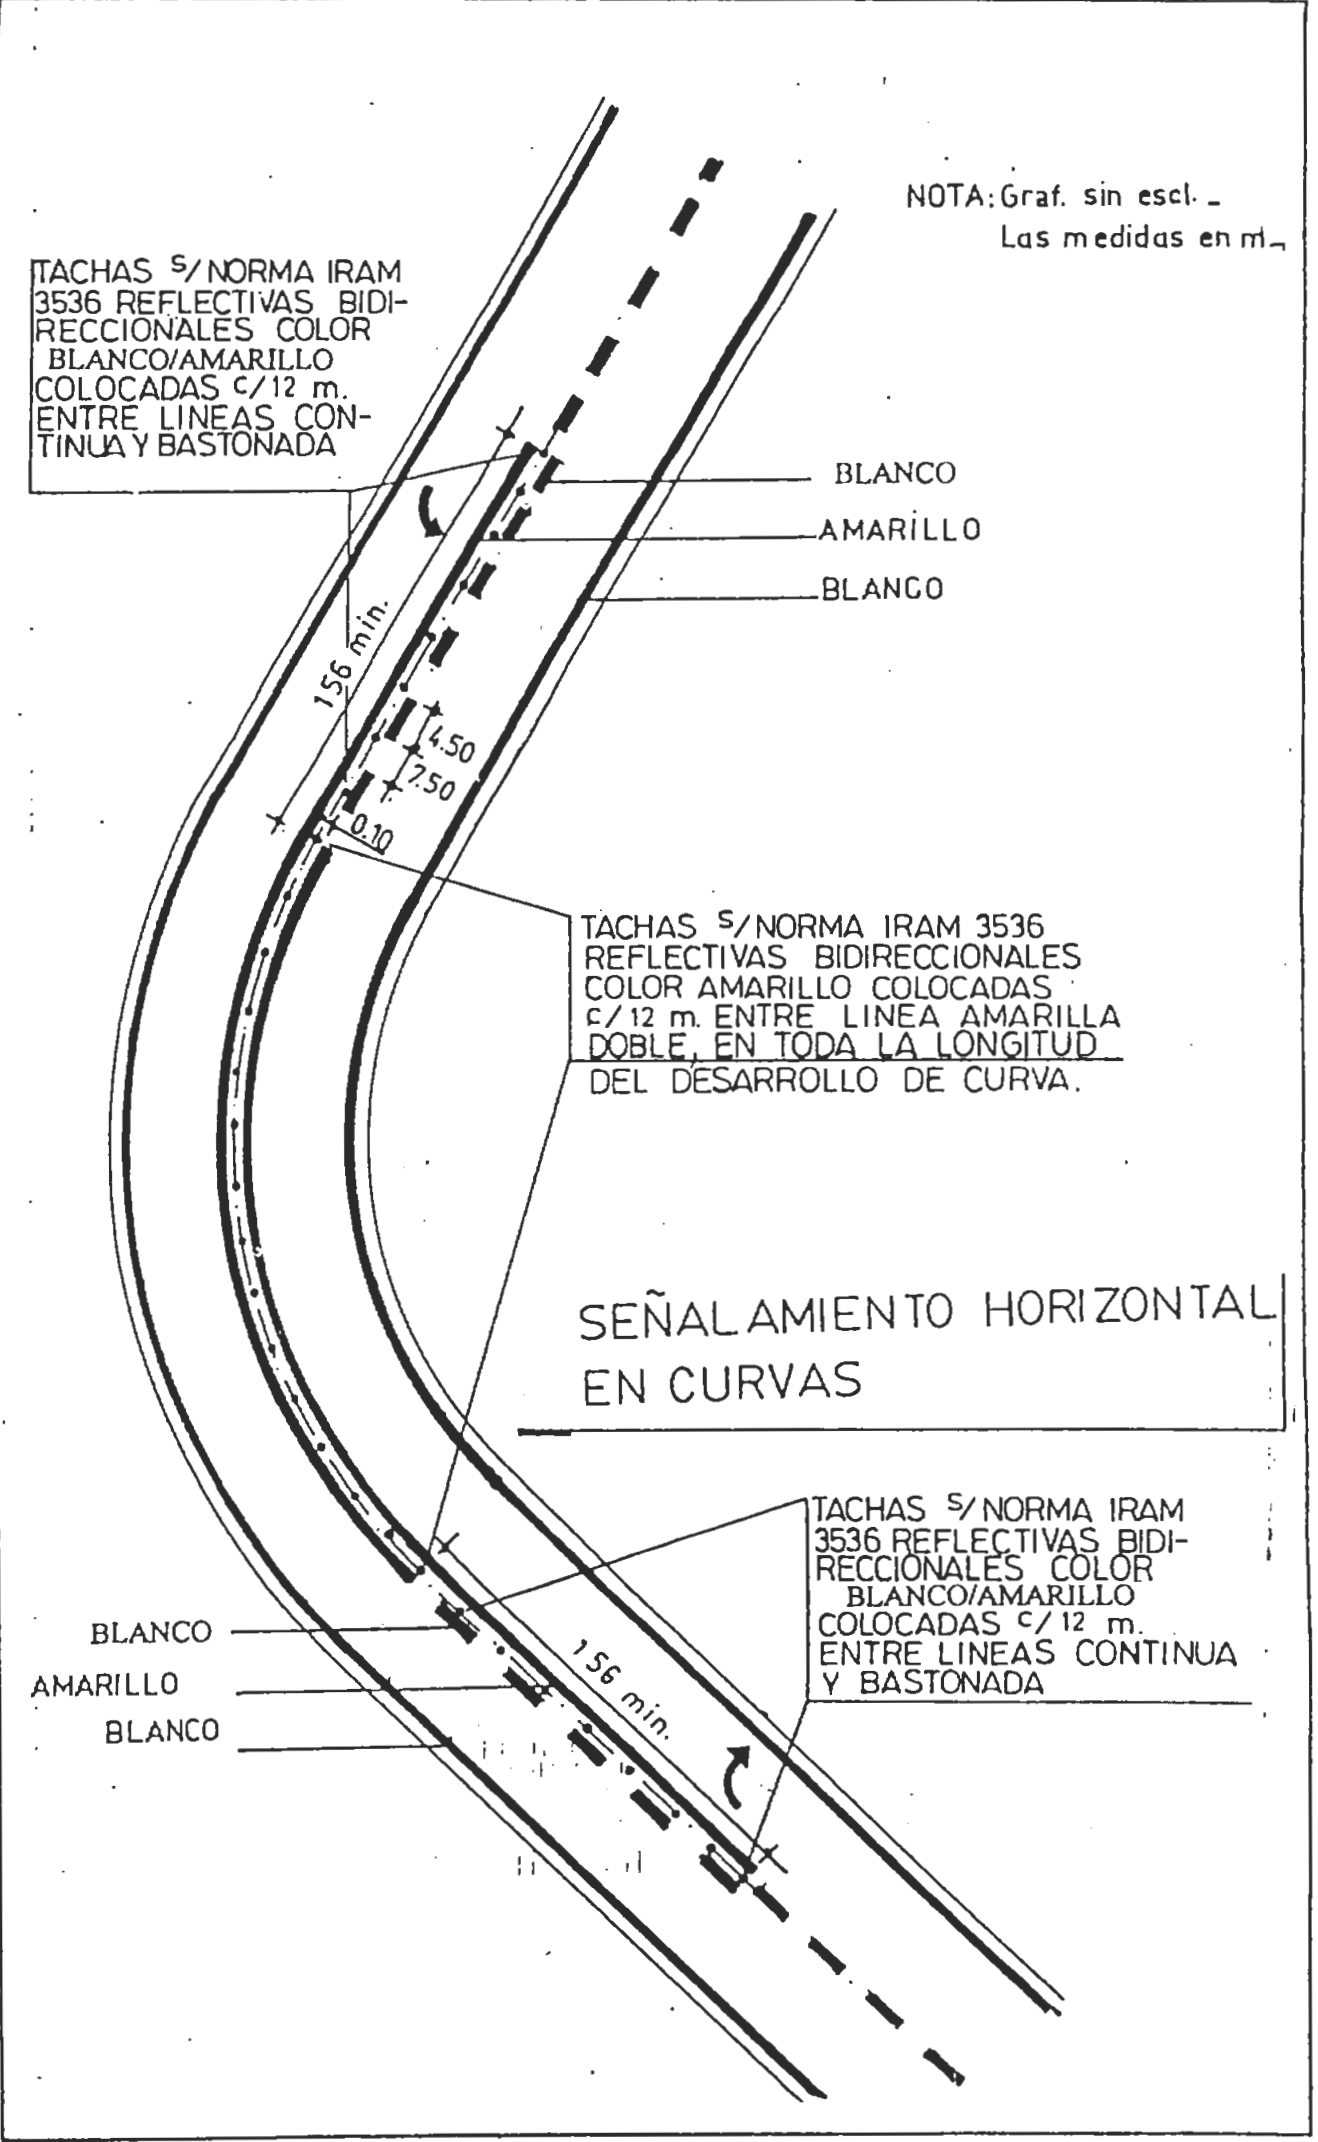 NOTA: Graf. sin escl. -
Las medidas en m.-
TACHAS S/NORMA IRAM
3536 REFLECTIVAS BIDI-
RECCIONALES COLOR
BLANCO/AMARILLO
COLOCADAS C/12 m.
ENTRE LINEAS CON-
TINUA Y BASTONADA
BLANCO
AMARILLO
BLANCO
156 min.
4.50
7.50
0.10
TACHAS S/NORMA IRAM 3536
REFLECTIVAS BIDIRECCIONALES
COLOR AMARILLO COLOCADAS
C/12 m. ENTRE LINEA AMARILLA
DOBLE, EN TODA LA LONGITUD
DEL DESARROLLO DE CURVA.
SEÑALAMIENTO HORIZONTAL
EN CURVAS
TACHAS S/NORMA IRAM
3536 REFLECTIVAS BIDI-
RECCIONALES COLOR
BLANCO/AMARILLO
COLOCADAS C/12 m.
ENTRE LINEAS CONTINUA
Y BASTONADA
BLANCO
AMARILLO
BLANCO
156 min.